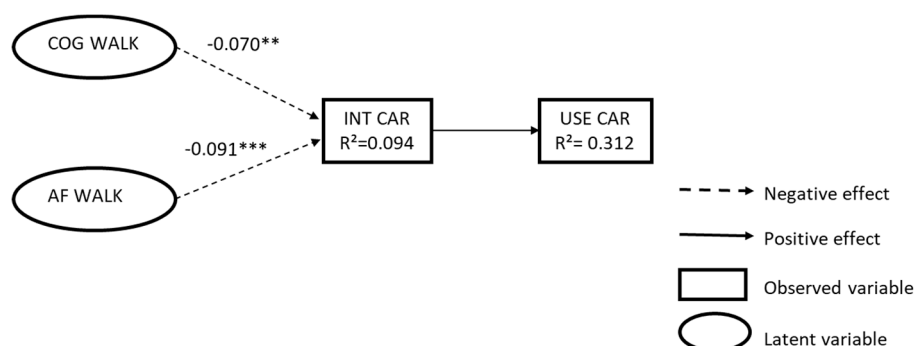 COG WALK
-0.070**
INT CAR
R²=0.094
USE CAR
R²= 0.312
-0.091***
AF WALK
Negative effect
Positive effect
Observed variable
Latent variable